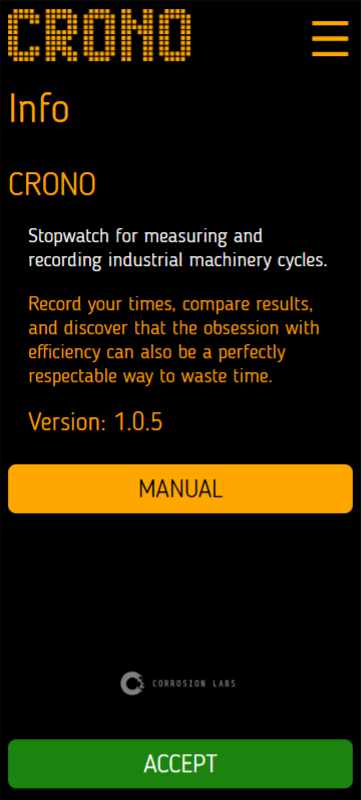 CRONO
Info
CRONO
Stopwatch for measuring and
recording industrial machinery cycles.
Record your times, compare results,
and discover that the obsession with
efficiency can also be a perfectly
respectable way to waste time.
Version: 1.0.5
MANUAL
CORROSION LABS
ACCEPT